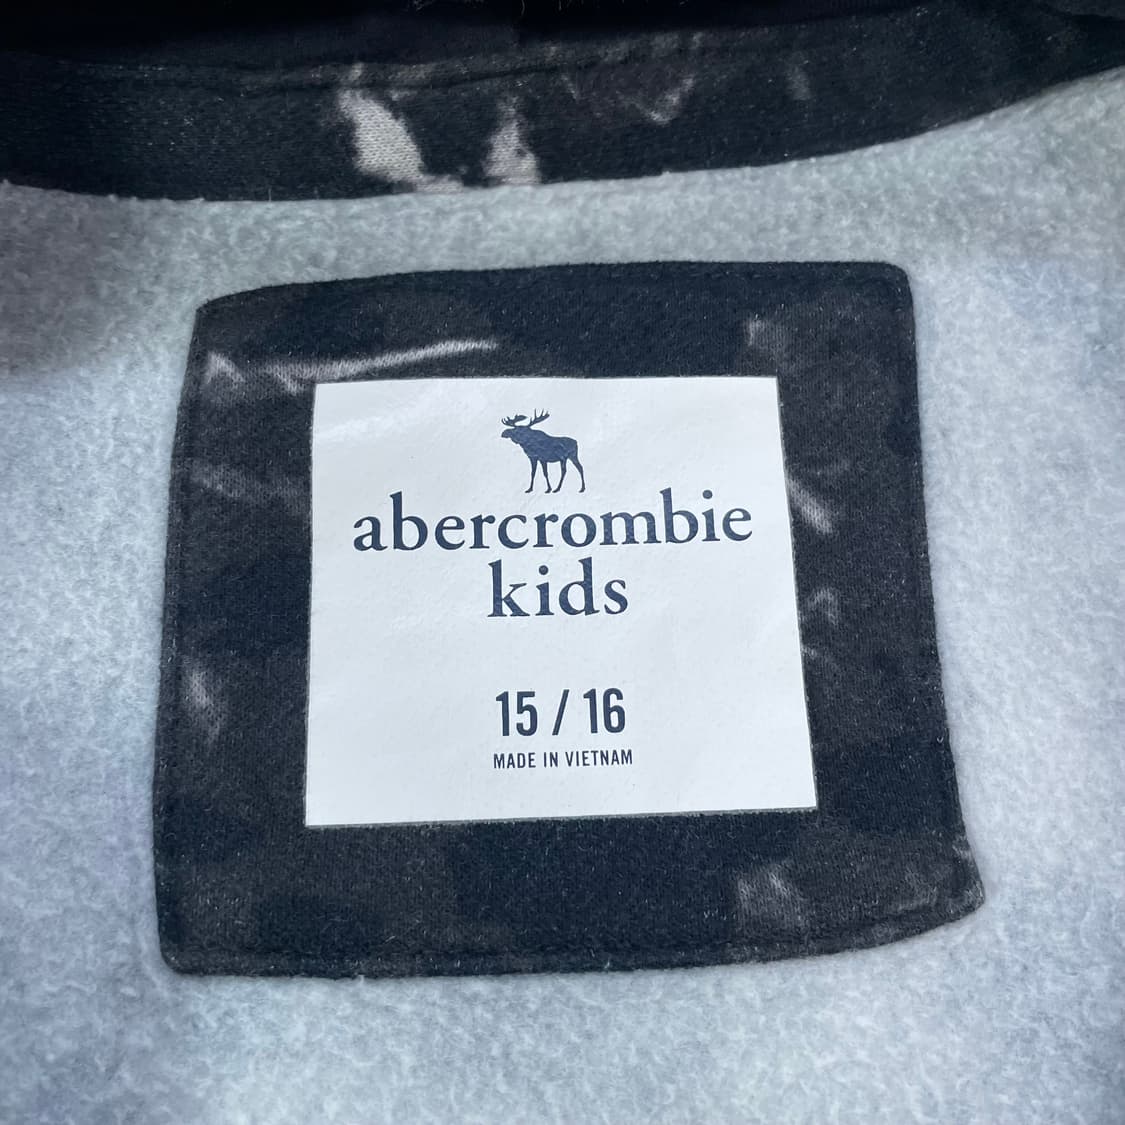 abercrombie
kids
15 / 16
MADE IN VIETNAM